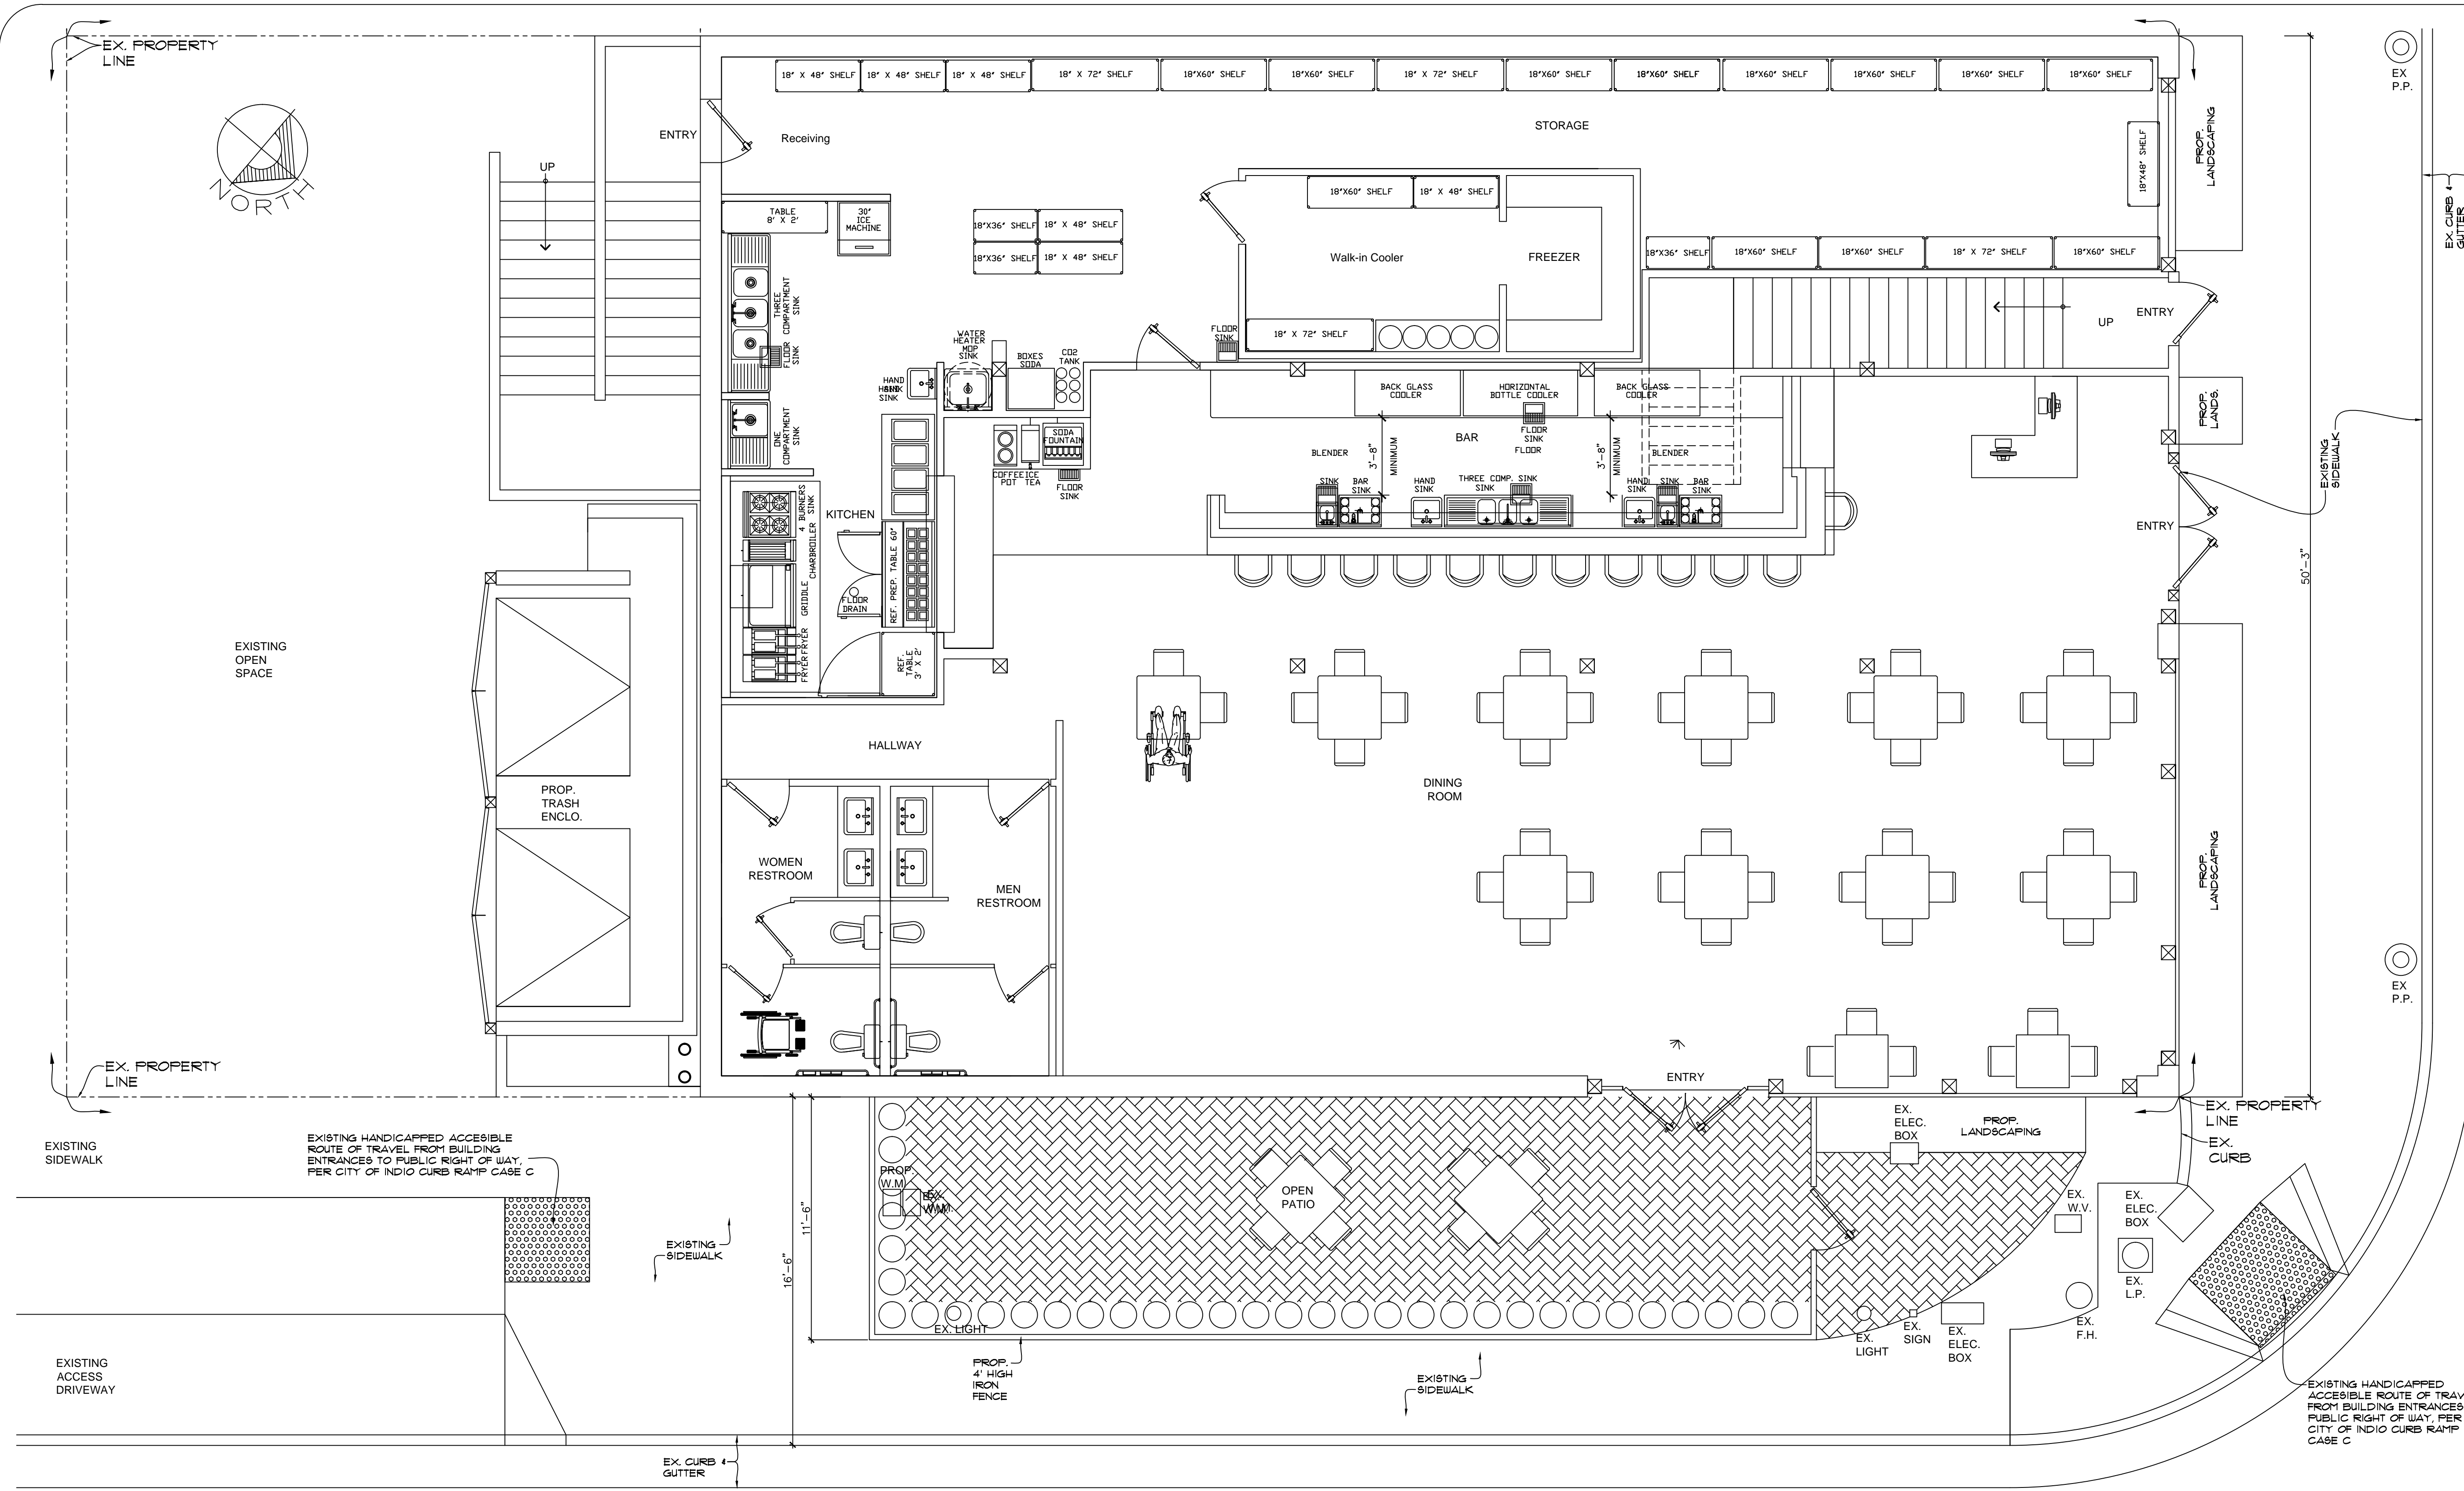 EX. PROPERTY
LINE
NORTH
UP
ENTRY
Receiving
18" X 48" SHELF
18" X 48" SHELF
18" X 48" SHELF
18" X 72" SHELF
18"X60" SHELF
18"X60" SHELF
18" X 72" SHELF
18"X60" SHELF
18"X60" SHELF
18"X60" SHELF
18"X60" SHELF
18"X60" SHELF
18"X60" SHELF
STORAGE
18"X48" SHELF
PROP.
LANDSCAPING
EX
P.P.
EX. CURB &
GUTTER
TABLE
8' X 2'
30"
ICE
MACHINE
18"X36" SHELF
18" X 48" SHELF
18"X36" SHELF
18" X 48" SHELF
18"X60" SHELF
18" X 48" SHELF
Walk-in Cooler
FREEZER
18" X 72" SHELF
18"X36" SHELF
18"X60" SHELF
18"X60" SHELF
18" X 72" SHELF
18"X60" SHELF
UP
ENTRY
THREE
COMPARTMENT
SINK
FLOOR
SINK
WATER
HEATER
MOP
SINK
BOXES
SODA
CO2
TANK
FLOOR
SINK
HAND
SINK
ONE
COMPARTMENT
SINK
SODA
FOUNTAIN
COFFEE
POT
ICE
TEA
FLOOR
SINK
BACK GLASS
COOLER
HORIZONTAL
BOTTLE COOLER
BACK GLASS
COOLER
FLOOR
SINK
FLOOR
BAR
BLENDER
3'-8"
MINIMUM
3'-8"
MINIMUM
BLENDER
SINK
BAR
SINK
HAND
SINK
THREE COMP. SINK
SINK
HAND
SINK
SINK
BAR
SINK
PROP.
LANDS.
EXISTING
SIDEWALK
ENTRY
50'-3"
KITCHEN
4 BURNERS
SINK
CHARBROILER
GRIDDLE
FRYER
FRYER
FLOOR
DRAIN
REF. PREP. TABLE 60"
REF.
TABLE
3' X 2'
EXISTING
OPEN
SPACE
PROP.
TRASH
ENCLO.
HALLWAY
DINING
ROOM
WOMEN
RESTROOM
MEN
RESTROOM
PROP.
LANDSCAPING
EX
P.P.
ENTRY
EX. PROPERTY
LINE
EXISTING
SIDEWALK
EXISTING HANDICAPPED ACCESIBLE
ROUTE OF TRAVEL FROM BUILDING
ENTRANCES TO PUBLIC RIGHT OF WAY,
PER CITY OF INDIO CURB RAMP CASE C
EXISTING
SIDEWALK
16'-6"
11'-6"
PROP.
W.M.
EX.
W.M.
OPEN
PATIO
EX.
ELEC.
BOX
PROP.
LANDSCAPING
EX. PROPERTY
LINE
EX.
CURB
EX.
W.V.
EX.
ELEC.
BOX
EX.
L.P.
EX.
F.H.
EX. LIGHT
EX.
LIGHT
EX.
SIGN
EX.
ELEC.
BOX
PROP.
4' HIGH
IRON
FENCE
EXISTING
SIDEWALK
EXISTING
ACCESS
DRIVEWAY
EX. CURB &
GUTTER
EXISTING HANDICAPPED
ACCESIBLE ROUTE OF TRAV
FROM BUILDING ENTRANCES
PUBLIC RIGHT OF WAY, PER
CITY OF INDIO CURB RAMP
CASE C